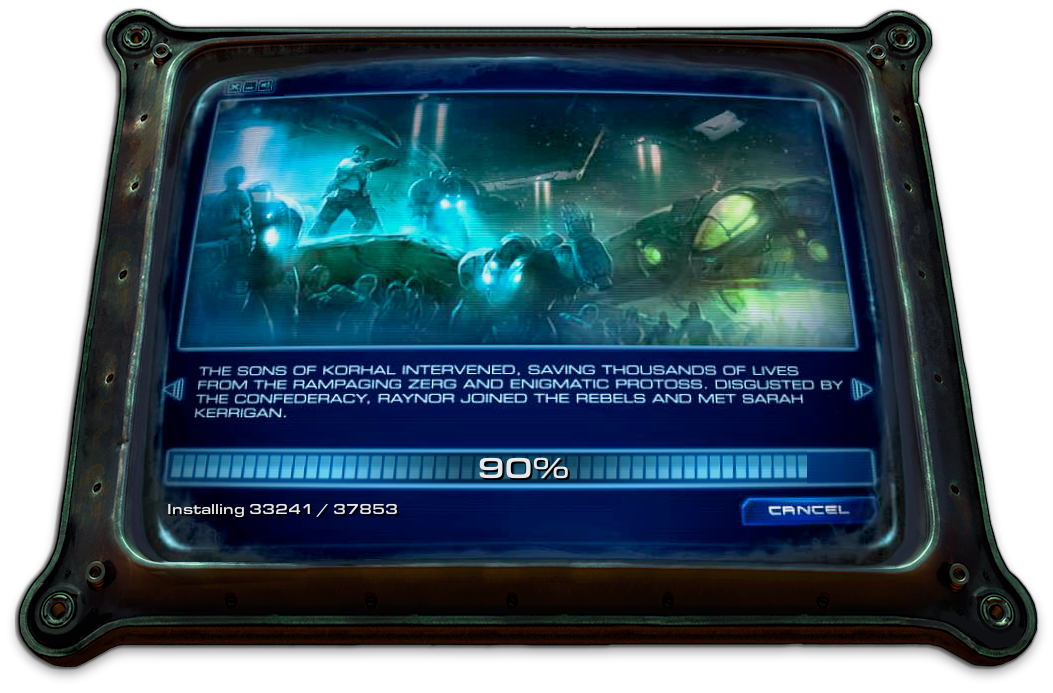 THE SONS OF KORHAL INTERVENED, SAVING THOUSANDS OF LIVES
FROM THE RAMPAGING ZERG AND ENIGMATIC PROTOSS. DISGUSTED BY
THE CONFEDERACY, RAYNOR JOINED THE REBELS AND MET SARAH
KERRIGAN.
90%
Installing 33241 / 37853
CANCEL